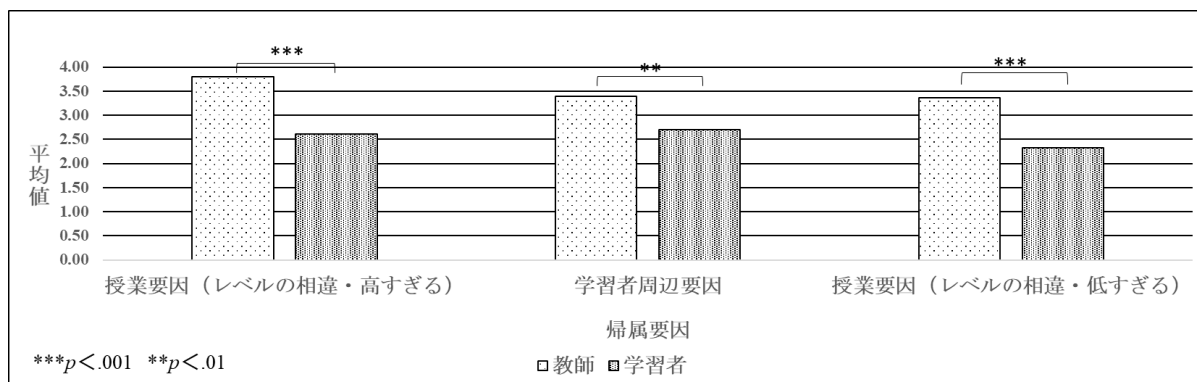 ***
**
***
4.00
3.50
3.00
2.50
2.00
1.50
1.00
0.50
0.00
平均値
授業要因（レベルの相違・高すぎる）
学習者周辺要因
授業要因（レベルの相違・低すぎる）
帰属要因
***p＜.001 **p＜.01
教師 学習者